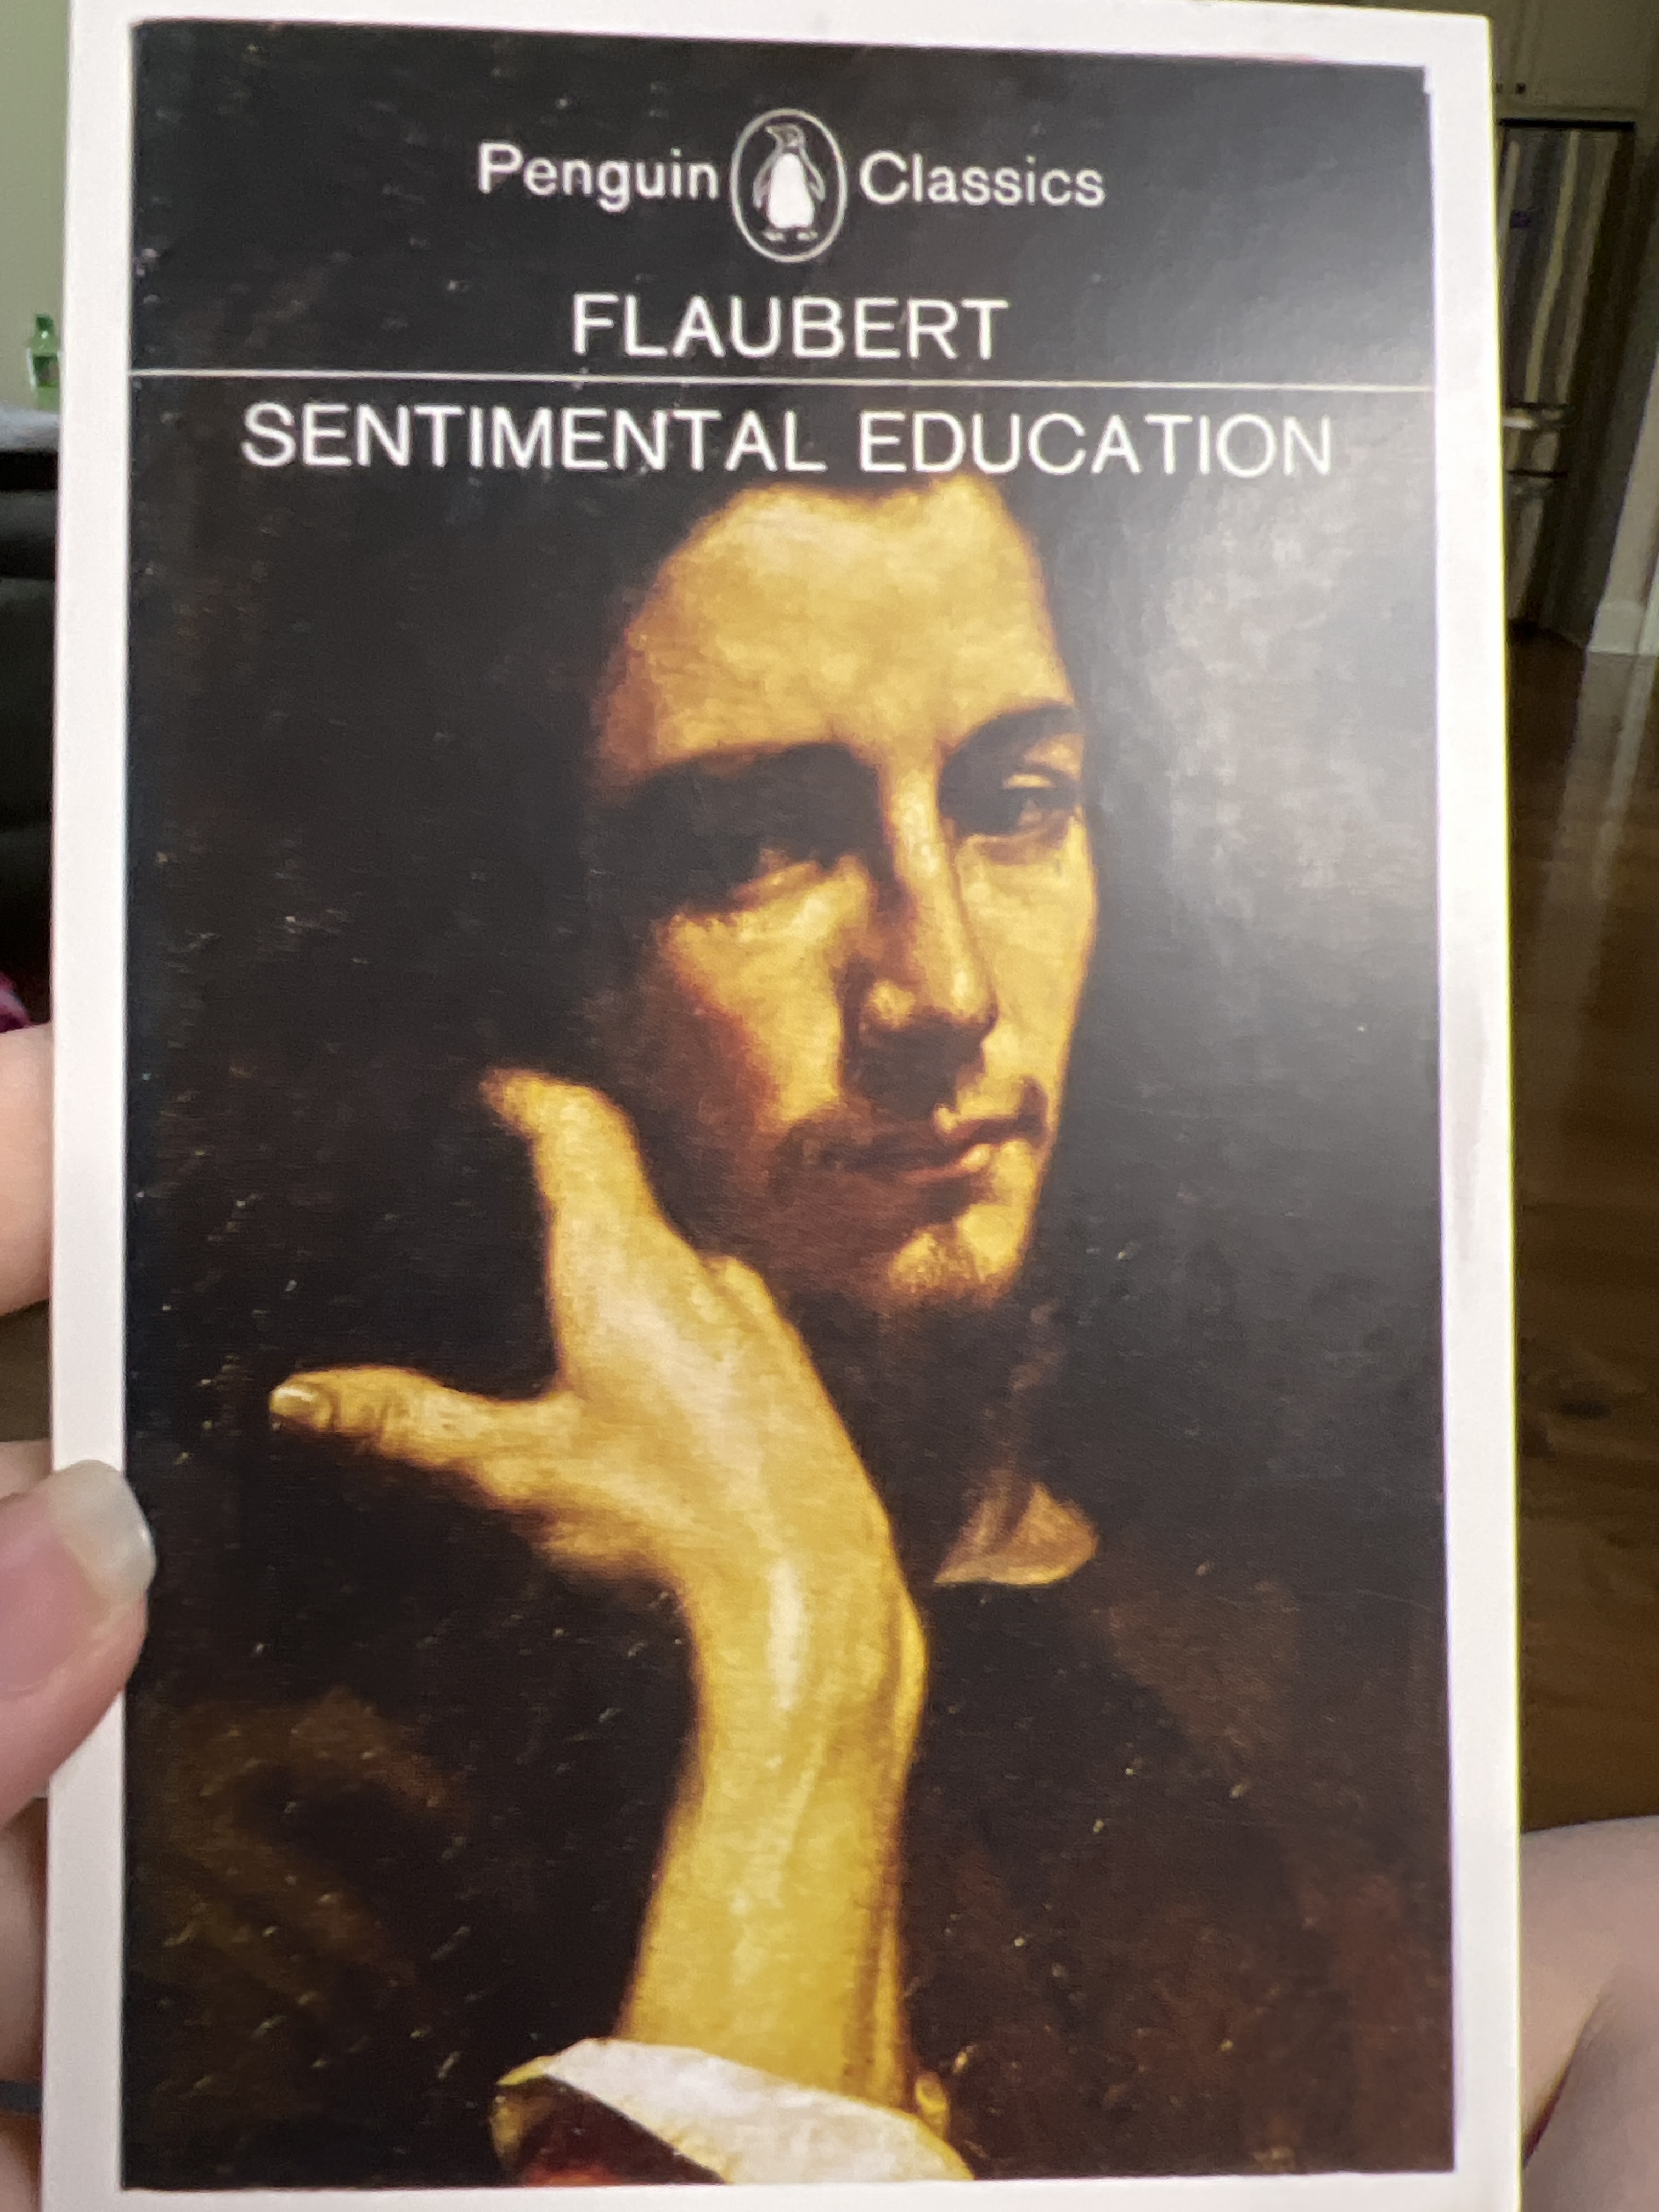 Penguin Classics
FLAUBERT
SENTIMENTAL EDUCATION